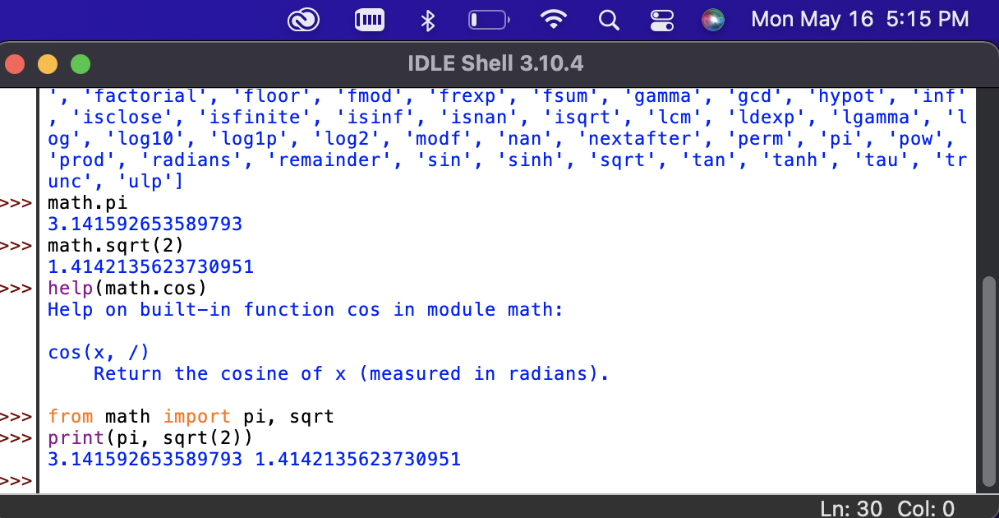 Mon May 16 5:15 PM
IDLE Shell 3.10.4
', 'factorial', 'floor', 'fmod', 'frexp', 'fsum', 'gamma', 'gcd', 'hypot', 'inf'
, 'isclose', 'isfinite', 'isinf', 'isnan', 'isqrt', 'lcm', 'ldexp', 'lgamma', 'l
og', 'log10', 'log1p', 'log2', 'modf', 'nan', 'nextafter', 'perm', 'pi', 'pow',
'prod', 'radians', 'remainder', 'sin', 'sinh', 'sqrt', 'tan', 'tanh', 'tau', 'tr
unc', 'ulp']
>>> math.pi
3.141592653589793
>>> math.sqrt(2)
1.4142135623730951
>>> help(math.cos)
Help on built-in function cos in module math:
cos(x, /)
Return the cosine of x (measured in radians).
>>> from math import pi, sqrt
>>> print(pi, sqrt(2))
3.141592653589793 1.4142135623730951
>>>
Ln: 30 Col: 0